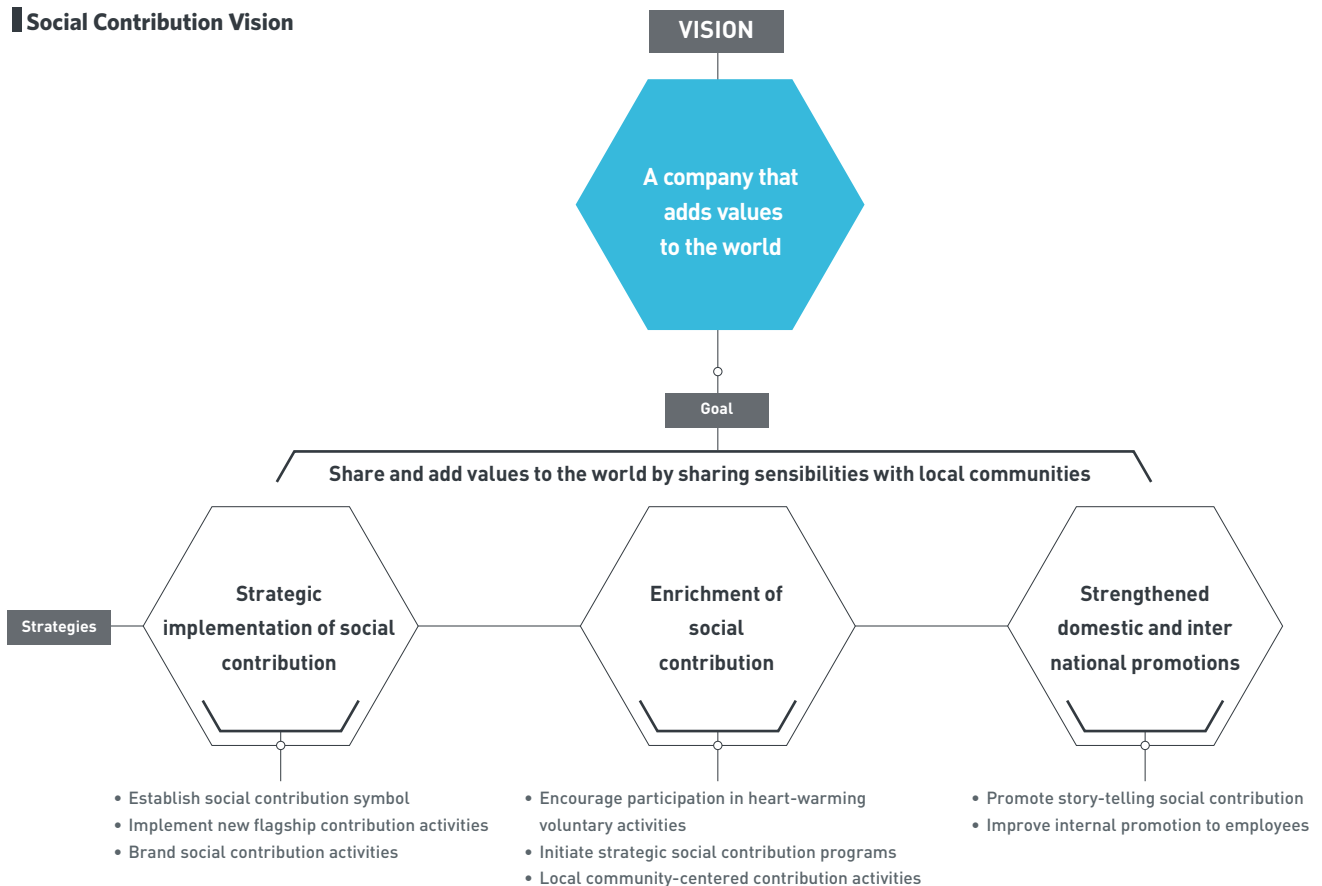 Social Contribution Vision
VISION
A company that
adds values
to the world
Goal
Share and add values to the world by sharing sensibilities with local communities
Strategies
Strategic
implementation of social
contribution
Enrichment of
social
contribution
Strengthened
domestic and inter
national promotions
• Establish social contribution symbol
• Implement new flagship contribution activities
• Brand social contribution activities
• Encourage participation in heart-warming
voluntary activities
• Initiate strategic social contribution programs
• Local community-centered contribution activities
• Promote story-telling social contribution
• Improve internal promotion to employees